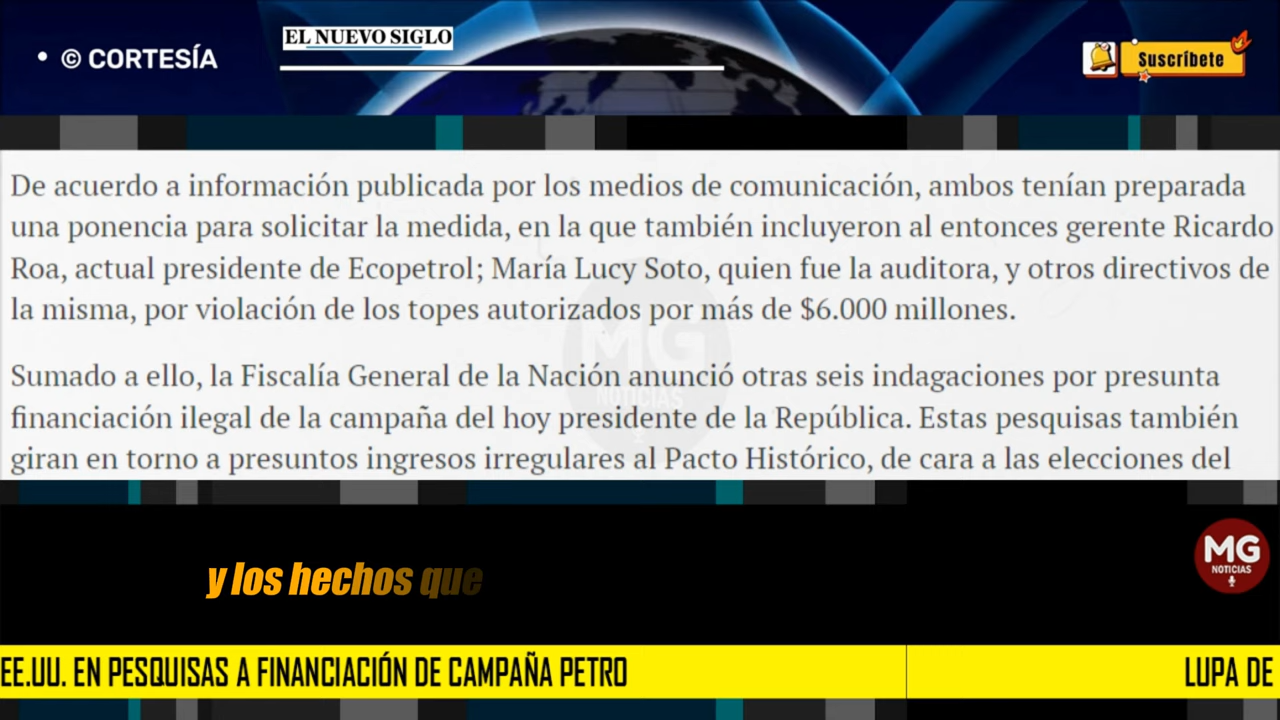 • © CORTESÍA
EL NUEVO SIGLO
Suscríbete
De acuerdo a información publicada por los medios de comunicación, ambos tenían preparada
una ponencia para solicitar la medida, en la que también incluyeron al entonces gerente Ricardo
Roa, actual presidente de Ecopetrol; María Lucy Soto, quien fue la auditora, y otros directivos de
la misma, por violación de los topes autorizados por más de $6.000 millones.
Sumado a ello, la Fiscalía General de la Nación anunció otras seis indagaciones por presunta
financiación ilegal de la campaña del hoy presidente de la República. Estas pesquisas también
giran en torno a presuntos ingresos irregulares al Pacto Histórico, de cara a las elecciones del
MG
NOTICIAS
y los hechos que
MG
NOTICIAS
EE.UU. EN PESQUISAS A FINANCIACIÓN DE CAMPAÑA PETRO
LUPA DE